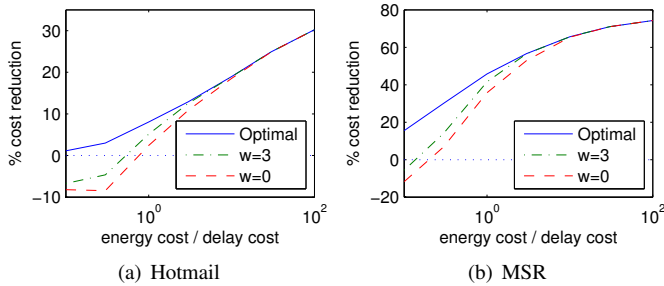 % cost reduction
30
20
10
0
−10
Optimal
w=3
w=0
10^0
10^2
energy cost / delay cost
(a) Hotmail
% cost reduction
80
60
40
20
0
−20
Optimal
w=3
w=0
10^0
10^2
energy cost / delay cost
(b) MSR